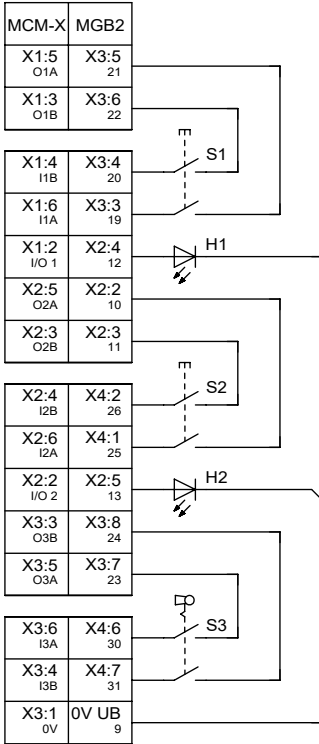 MCM-X MGB2
X1:5 X3:5
O1A 21
X1:3 X3:6
O1B 22
X1:4 X3:4 S1
I1B 20
X1:6 X3:3
I1A 19
X1:2 X2:4 H1
I/O 1 12
X2:5 X2:2
O2A 10
X2:3 X2:3
O2B 11
X2:4 X4:2 S2
I2B 26
X2:6 X4:1
I2A 25
X2:2 X2:5 H2
I/O 2 13
X3:3 X3:8
O3B 24
X3:5 X3:7
O3A 23
X3:6 X4:6 S3
I3A 30
X3:4 X4:7
I3B 31
X3:1 0V UB
0V 9